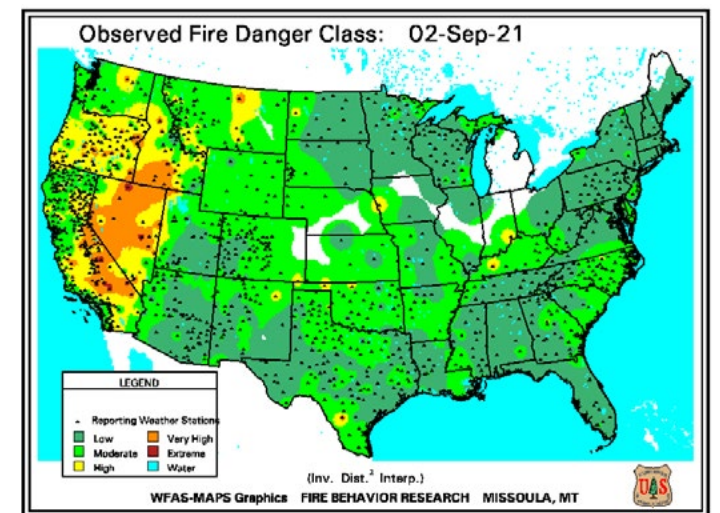 Observed Fire Danger Class: 02-Sep-21
LEGEND
Reporting Weather Stations
Low
Very High
Moderate
Extreme
High
Water
(Inv. Dist.² Interp.)
WFAS-MAPS Graphics FIRE BEHAVIOR RESEARCH MISSOULA, MT
UAS